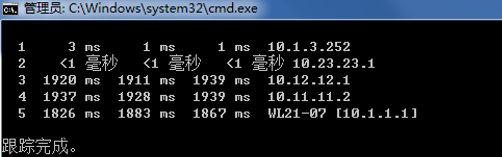 管理员: C:\Windows\system32\cmd.exe
1 3 ms 1 ms 1 ms 10.1.3.252
2 <1 毫秒 <1 毫秒 <1 毫秒 10.23.23.1
3 1920 ms 1911 ms 1939 ms 10.12.12.1
4 1937 ms 1928 ms 1939 ms 10.11.11.2
5 1826 ms 1883 ms 1867 ms WL21-07 [10.1.1.1]
跟踪完成。